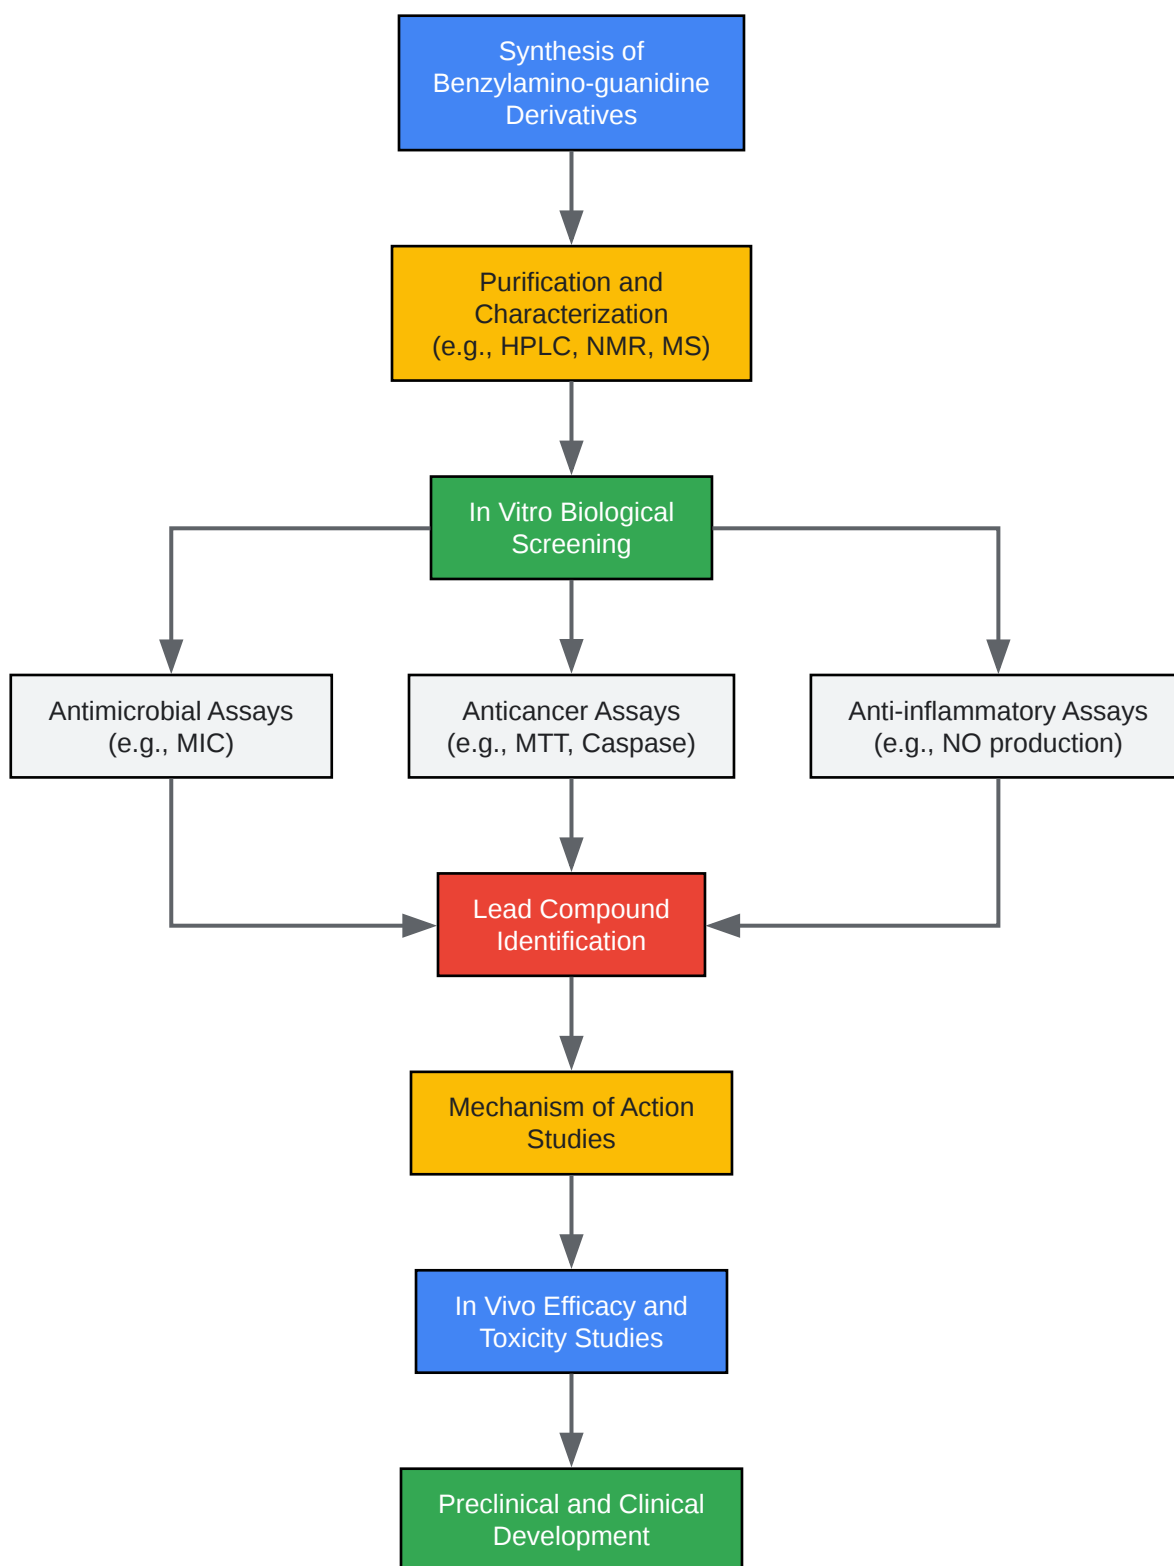 Synthesis of
Benzylamino-guanidine
Derivatives
Purification and
Characterization
(e.g., HPLC, NMR, MS)
In Vitro Biological
Screening
Antimicrobial Assays
(e.g., MIC)
Anticancer Assays
(e.g., MTT, Caspase)
Anti-inflammatory Assays
(e.g., NO production)
Lead Compound
Identification
Mechanism of Action
Studies
In Vivo Efficacy and
Toxicity Studies
Preclinical and Clinical
Development